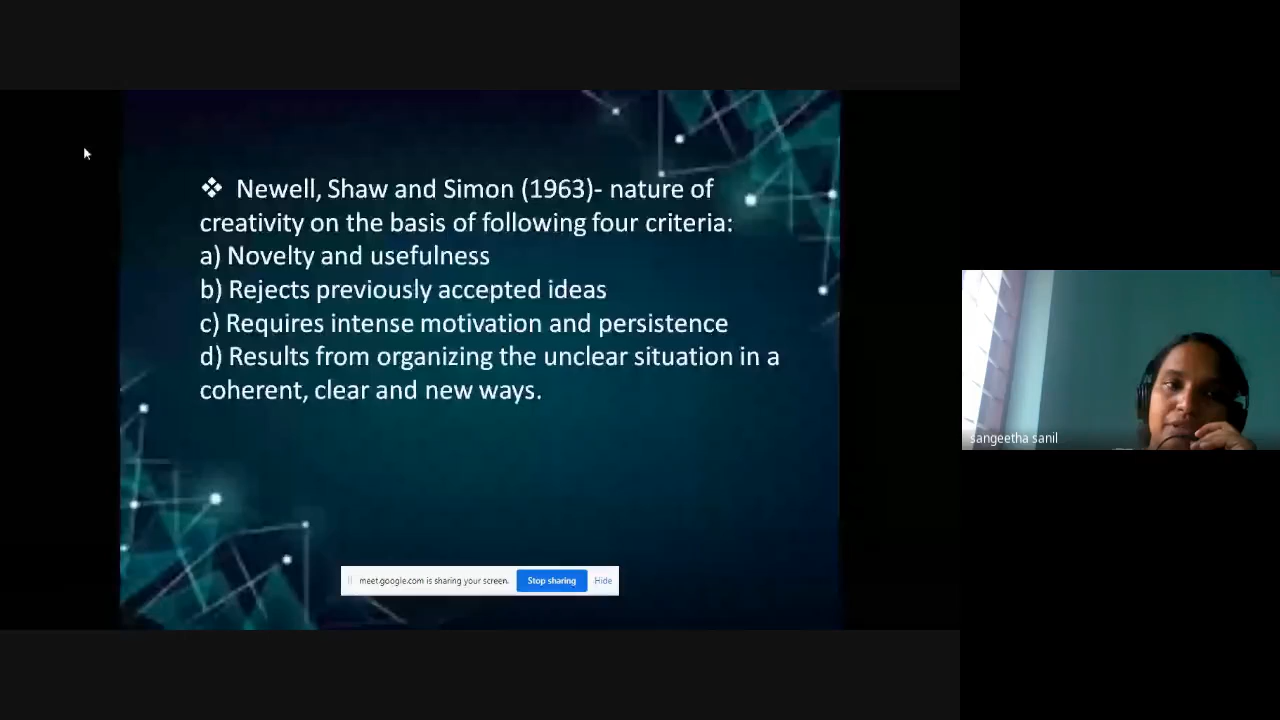 ❖ Newell, Shaw and Simon (1963)- nature of
creativity on the basis of following four criteria:
a) Novelty and usefulness
b) Rejects previously accepted ideas
c) Requires intense motivation and persistence
d) Results from organizing the unclear situation in a
coherent, clear and new ways.
meet.google.com is sharing your screen. Stop sharing Hide
sangeetha sanil